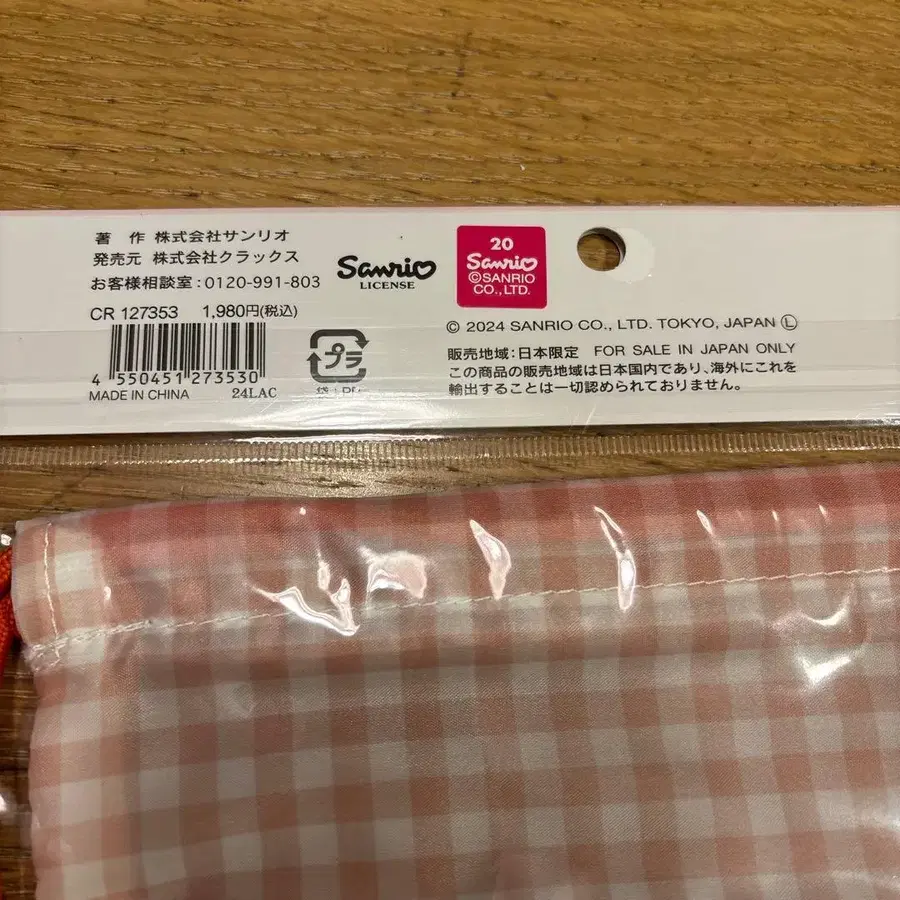 著 作 株式会社サンリオ
発売元 株式会社クラックス
お客様相談室:0120-991-803
CR 127353 1,980円(税込)
4 550451 273530
MADE IN CHINA 24LAC
Sanrio
LICENSE
プラ
20
Sanrio
©SANRIO
CO., LTD.
© 2024 SANRIO CO., LTD. TOKYO, JAPAN Ⓛ
販売地域:日本限定 FOR SALE IN JAPAN ONLY
この商品の販売地域は日本国内であり、海外にこれを
輸出することは一切認められておりません。